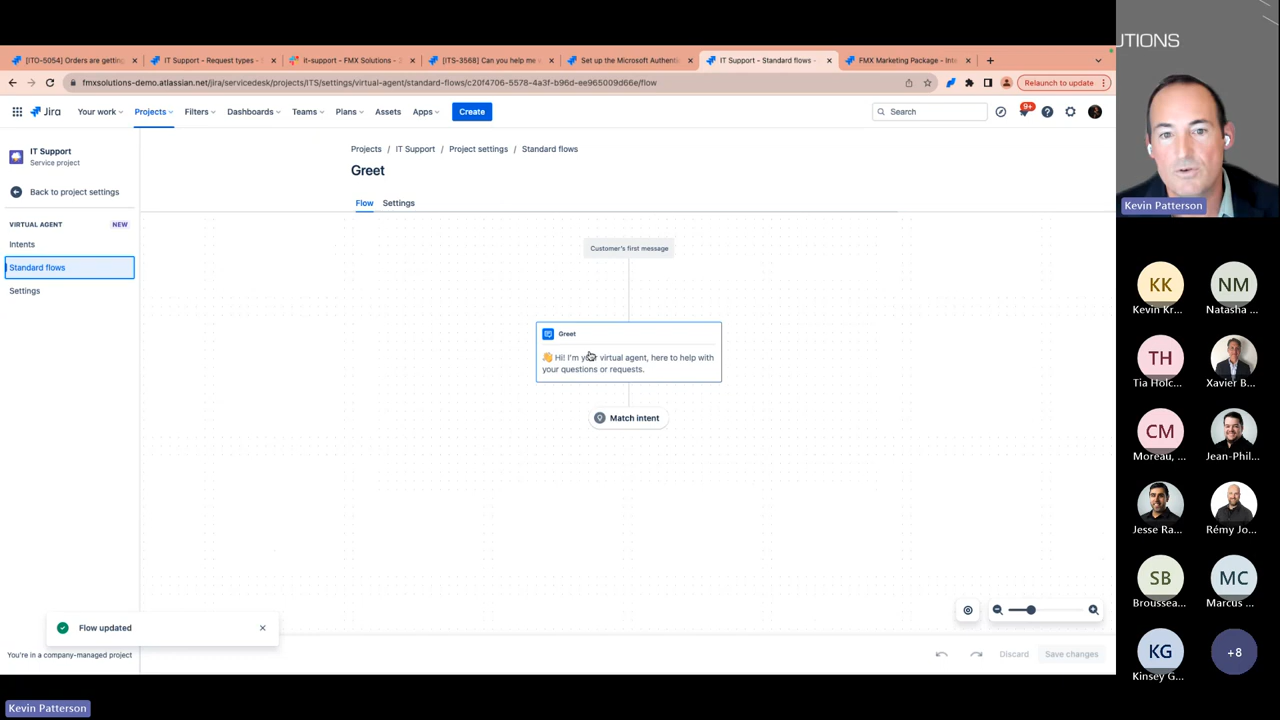 [ITO-5054] Orders are getting
IT Support - Request types -
it-support - FMX Solutions - 2
[ITS-3568] Can you help me
Set up the Microsoft Authenti
IT Support - Standard flows -
FMX Marketing Package - Int
fmxsolutions-demo.atlassian.net/jira/servicedesk/projects/ITS/settings/virtual-agent/standard-flows/c20f4706-5578-4a3f-b96d-ee965009d66e/flow
Relaunch to update
Jira
Your work
Projects
Filters
Dashboards
Teams
Plans
Assets
Apps
Create
Search
9+
IT Support
Service project
Back to project settings
VIRTUAL AGENT
NEW
Intents
Standard flows
Settings
Projects / IT Support / Project settings / Standard flows
Greet
Flow
Settings
Customer's first message
Greet
👋 Hi! I'm your virtual agent, here to help with
your questions or requests.
Match intent
Flow updated
You're in a company-managed project
Discard
Save changes
UTIONS
Kevin Patterson
KK
Kevin Kr...
NM
Natasha ...
TH
Tia Holc...
Xavier B...
CM
Moreau, ...
Jean-Phil...
Jesse Ra...
Rémy Jo...
SB
Broussea...
MC
Marcus ...
KG
Kinsey G...
+8
Kevin Patterson